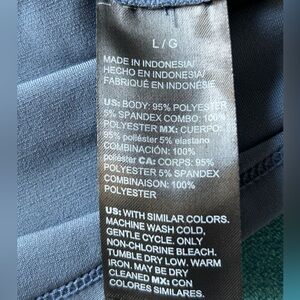 L / G
MADE IN INDONESIA/
HECHO EN INDONESIA/
FABRIQUÉ EN INDONÉSIE
US: BODY: 95% POLYESTER
5% SPANDEX COMBO: 100%
POLYESTER MX: CUERPO:
95% poliéster 5% elastano
COMBINACIÓN: 100%
poliéster CA: CORPS: 95%
POLYESTER 5% SPANDEX
COMBINAISON: 100%
POLYESTER
US: WITH SIMILAR COLORS.
MACHINE WASH COLD,
GENTLE CYCLE. ONLY
NON-CHLORINE BLEACH.
TUMBLE DRY LOW. WARM
IRON. MAY BE DRY
CLEANED MX: CON
COLORES SIMILARES.